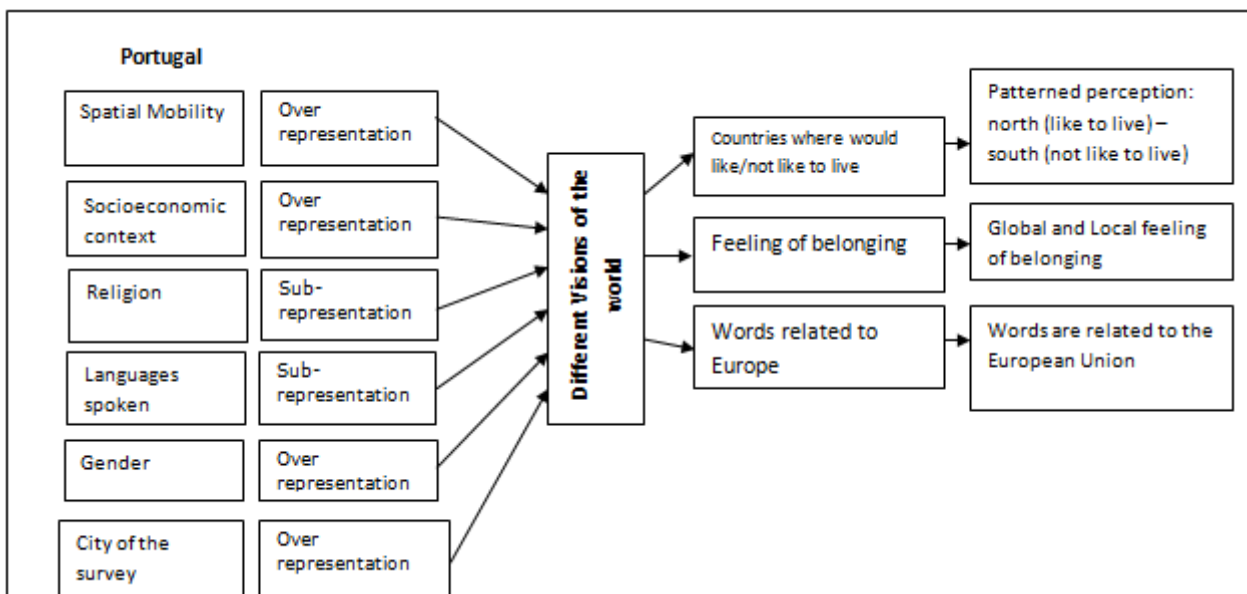 Portugal
Spatial Mobility
Over
representation
Socioeconomic
context
Over
representation
Religion
Sub-
representation
Languages
spoken
Sub-
representation
Gender
Over
representation
City of the
survey
Over
representation
Different Visions of the
world
Countries where would
like/not like to live
Patterned perception:
north (like to live) –
south (not like to live)
Feeling of belonging
Global and Local feeling
of belonging
Words related to
Europe
Words are related to the
European Union